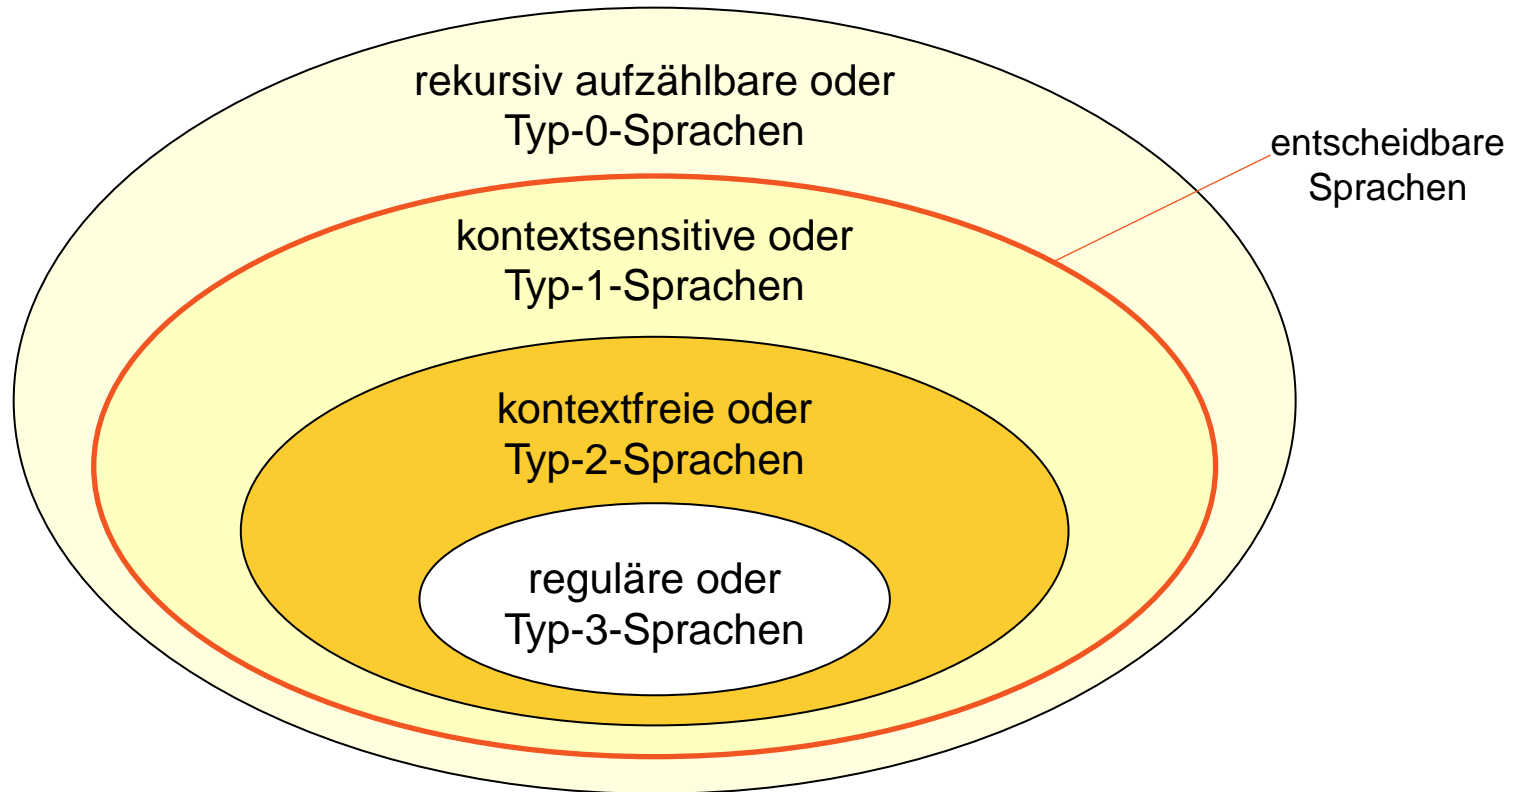 rekursiv aufzählbare oder
Typ-0-Sprachen
entscheidbare
Sprachen
kontextsensitive oder
Typ-1-Sprachen
kontextfreie oder
Typ-2-Sprachen
reguläre oder
Typ-3-Sprachen